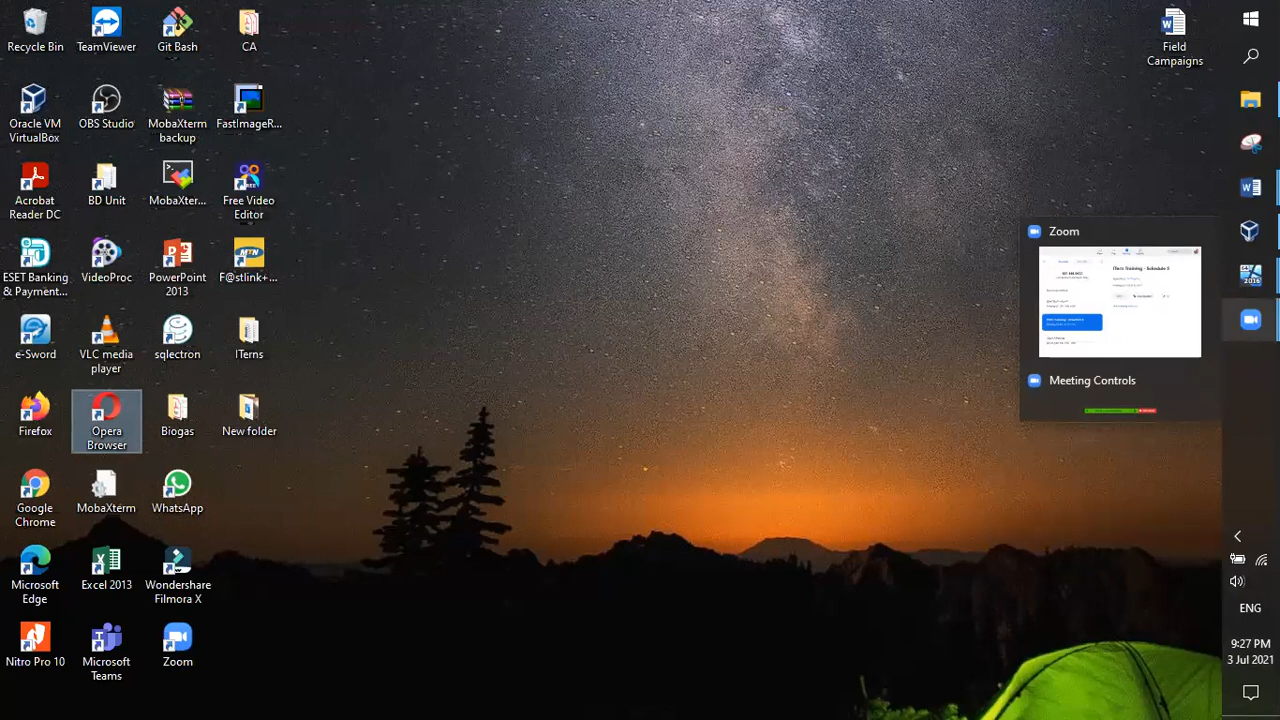 Recycle Bin
TeamViewer
Git Bash
CA
Oracle VM
VirtualBox
OBS Studio
MobaXterm
backup
FastImageR...
Acrobat
Reader DC
BD Unit
MobaXter...
Free Video
Editor
ESET Banking
& Payment...
VideoProc
PowerPoint
2013
F@stlink+...
e-Sword
VLC media
player
sqlectron
ITems
Firefox
Opera
Browser
Biogas
New folder
Google
Chrome
MobaXterm
WhatsApp
Microsoft
Edge
Excel 2013
Wondershare
Filmora X
Nitro Pro 10
Microsoft
Teams
Zoom
Field
Campaigns
Zoom
Meeting Controls
2016
ENG
9:27 PM
3 Jul 2021